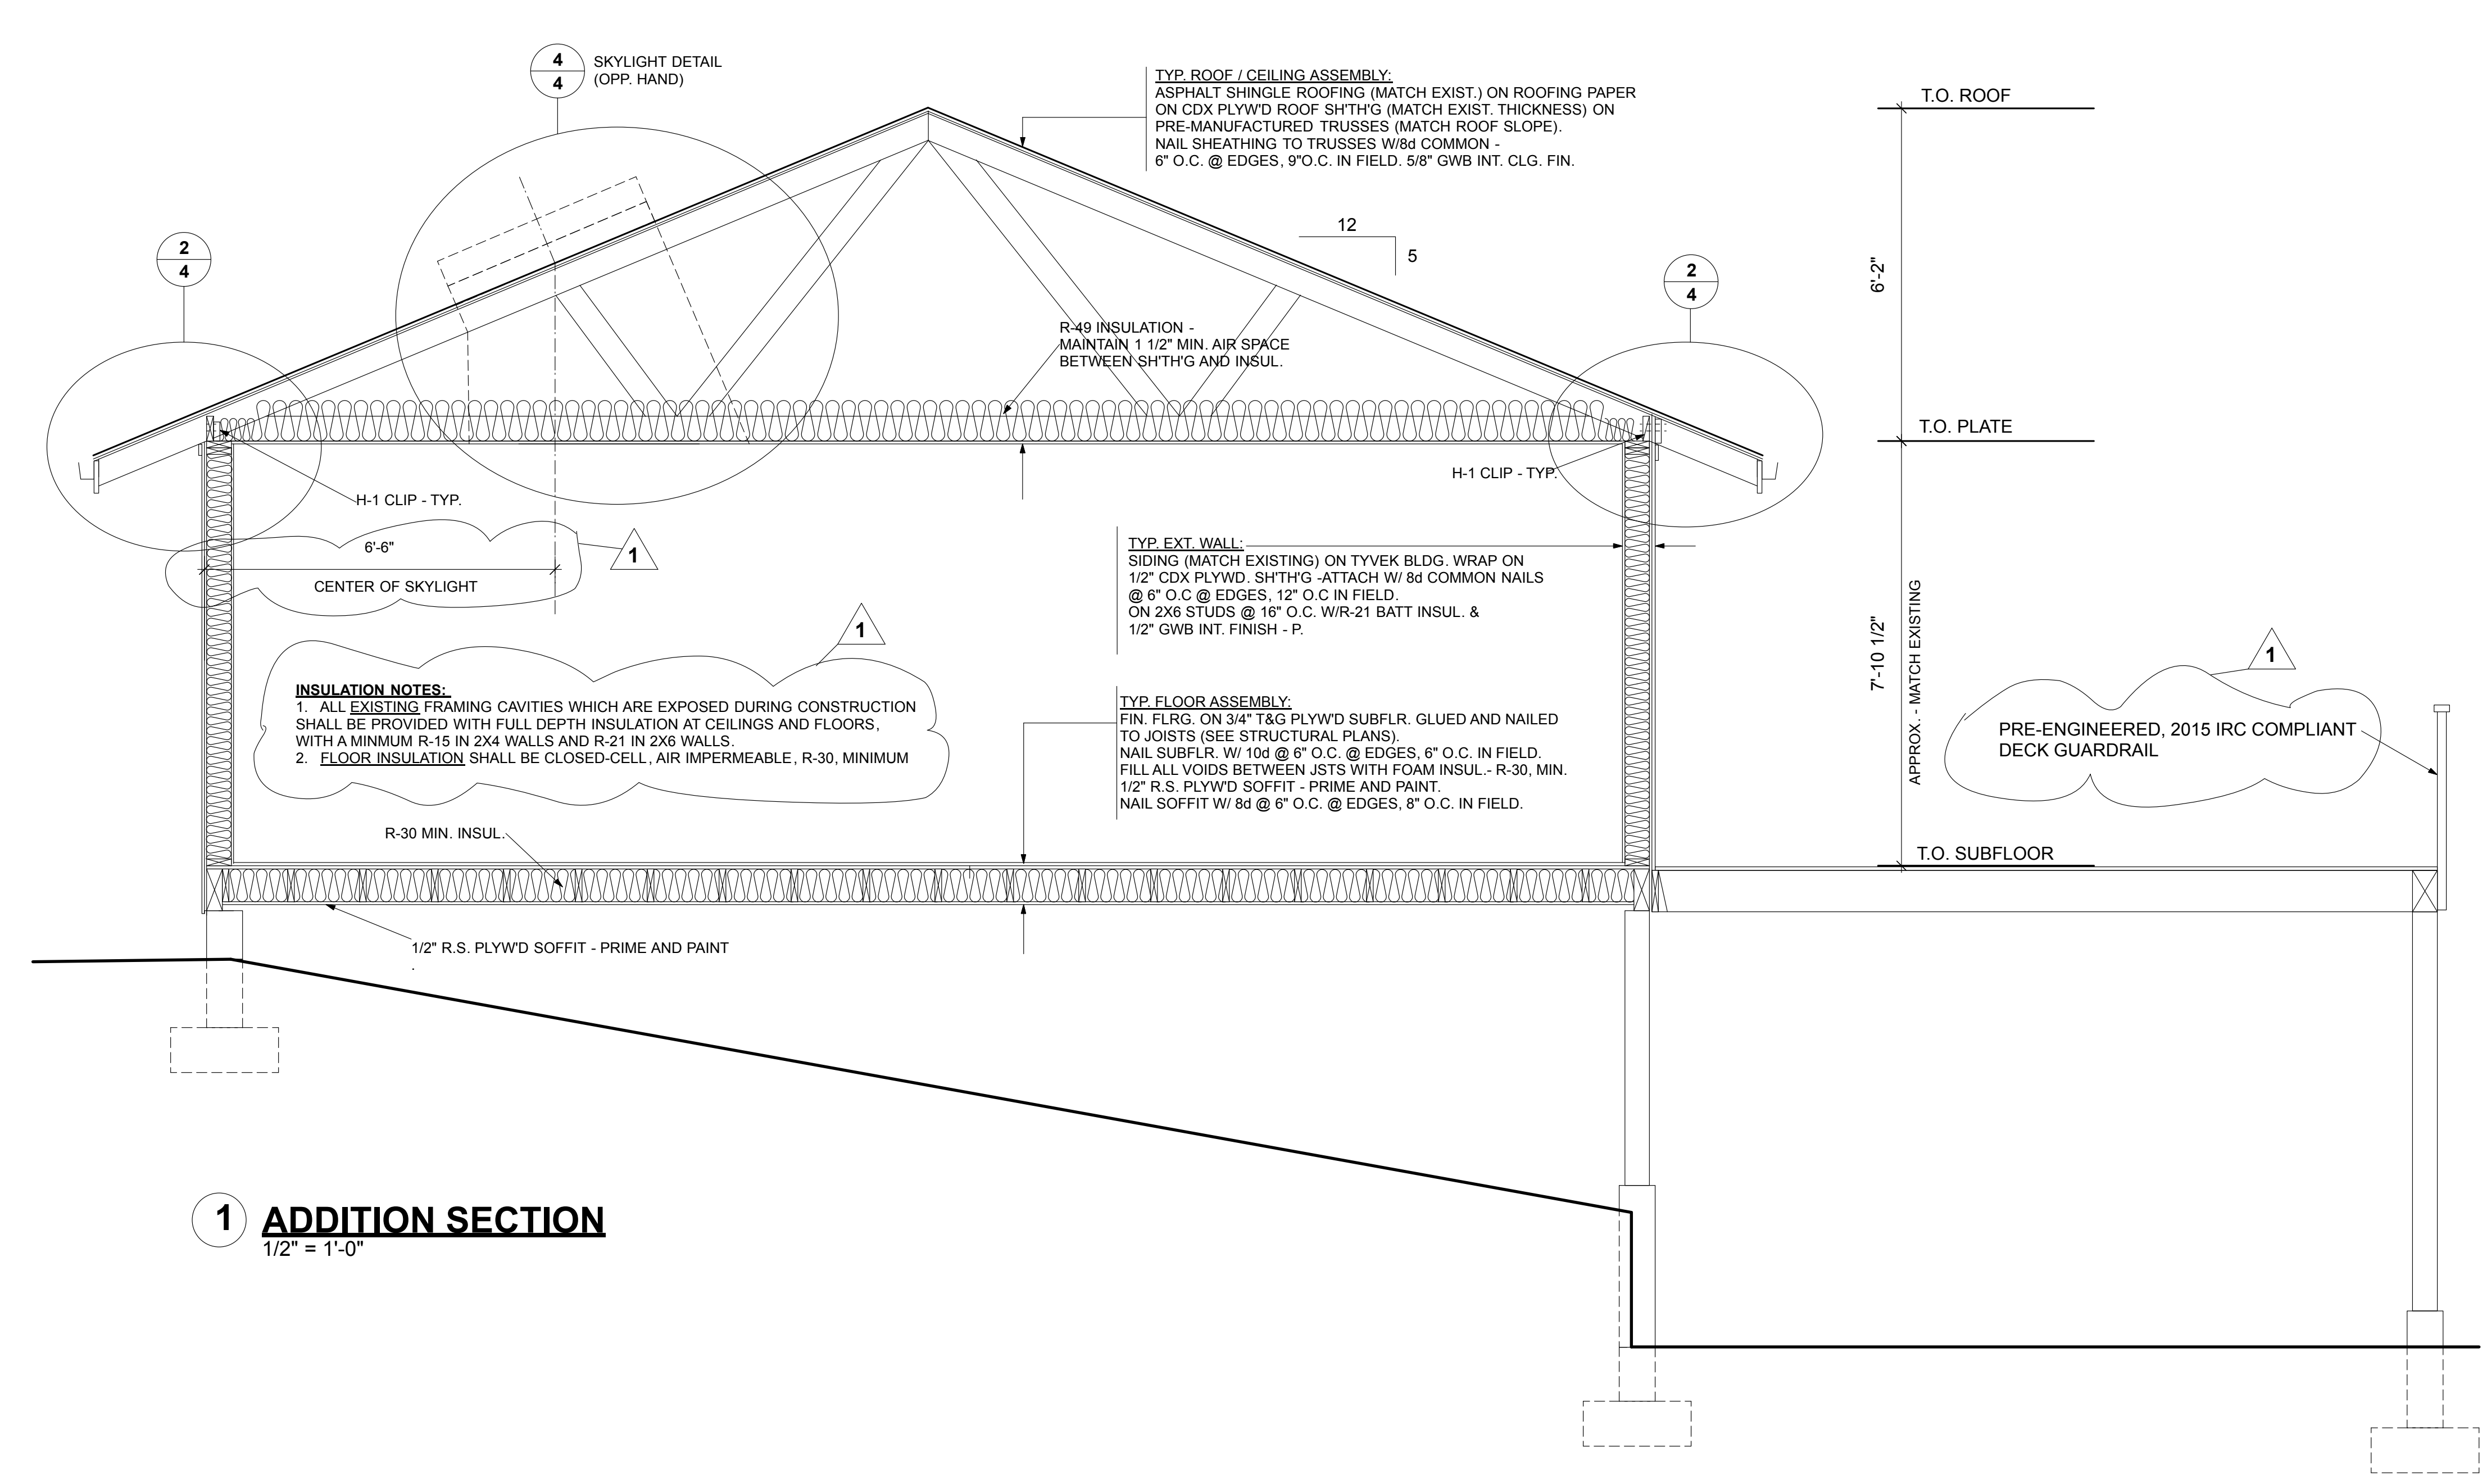 4
4
SKYLIGHT DETAIL
(OPP. HAND)
TYP. ROOF / CEILING ASSEMBLY:
ASPHALT SHINGLE ROOFING (MATCH EXIST.) ON ROOFING PAPER
ON CDX PLYW'D ROOF SH'TH'G (MATCH EXIST. THICKNESS) ON
PRE-MANUFACTURED TRUSSES (MATCH ROOF SLOPE).
NAIL SHEATHING TO TRUSSES W/8d COMMON -
6" O.C. @ EDGES, 9"O.C. IN FIELD. 5/8" GWB INT. CLG. FIN.
T.O. ROOF
12
5
2
4
2
4
6'-2"
R-49 INSULATION -
MAINTAIN 1 1/2" MIN. AIR SPACE
BETWEEN SH'TH'G AND INSUL.
T.O. PLATE
H-1 CLIP - TYP.
H-1 CLIP - TYP.
6'-6"
CENTER OF SKYLIGHT
1
TYP. EXT. WALL:
SIDING (MATCH EXISTING) ON TYVEK BLDG. WRAP ON
1/2" CDX PLYWD. SH'TH'G -ATTACH W/ 8d COMMON NAILS
@ 6" O.C @ EDGES, 12" O.C IN FIELD.
ON 2X6 STUDS @ 16" O.C. W/R-21 BATT INSUL. &
1/2" GWB INT. FINISH - P.
7'-10 1/2"
APPROX. - MATCH EXISTING
1
INSULATION NOTES:
1. ALL EXISTING FRAMING CAVITIES WHICH ARE EXPOSED DURING CONSTRUCTION
SHALL BE PROVIDED WITH FULL DEPTH INSULATION AT CEILINGS AND FLOORS,
WITH A MINMUM R-15 IN 2X4 WALLS AND R-21 IN 2X6 WALLS.
2. FLOOR INSULATION SHALL BE CLOSED-CELL, AIR IMPERMEABLE, R-30, MINIMUM
TYP. FLOOR ASSEMBLY:
FIN. FLRG. ON 3/4" T&G PLYW'D SUBFLR. GLUED AND NAILED
TO JOISTS (SEE STRUCTURAL PLANS).
NAIL SUBFLR. W/ 10d @ 6" O.C. @ EDGES, 6" O.C. IN FIELD.
FILL ALL VOIDS BETWEEN JSTS WITH FOAM INSUL.- R-30, MIN.
1/2" R.S. PLYW'D SOFFIT - PRIME AND PAINT.
NAIL SOFFIT W/ 8d @ 6" O.C. @ EDGES, 8" O.C. IN FIELD.
1
PRE-ENGINEERED, 2015 IRC COMPLIANT
DECK GUARDRAIL
R-30 MIN. INSUL.
T.O. SUBFLOOR
1/2" R.S. PLYW'D SOFFIT - PRIME AND PAINT
.
1
ADDITION SECTION
1/2" = 1'-0"